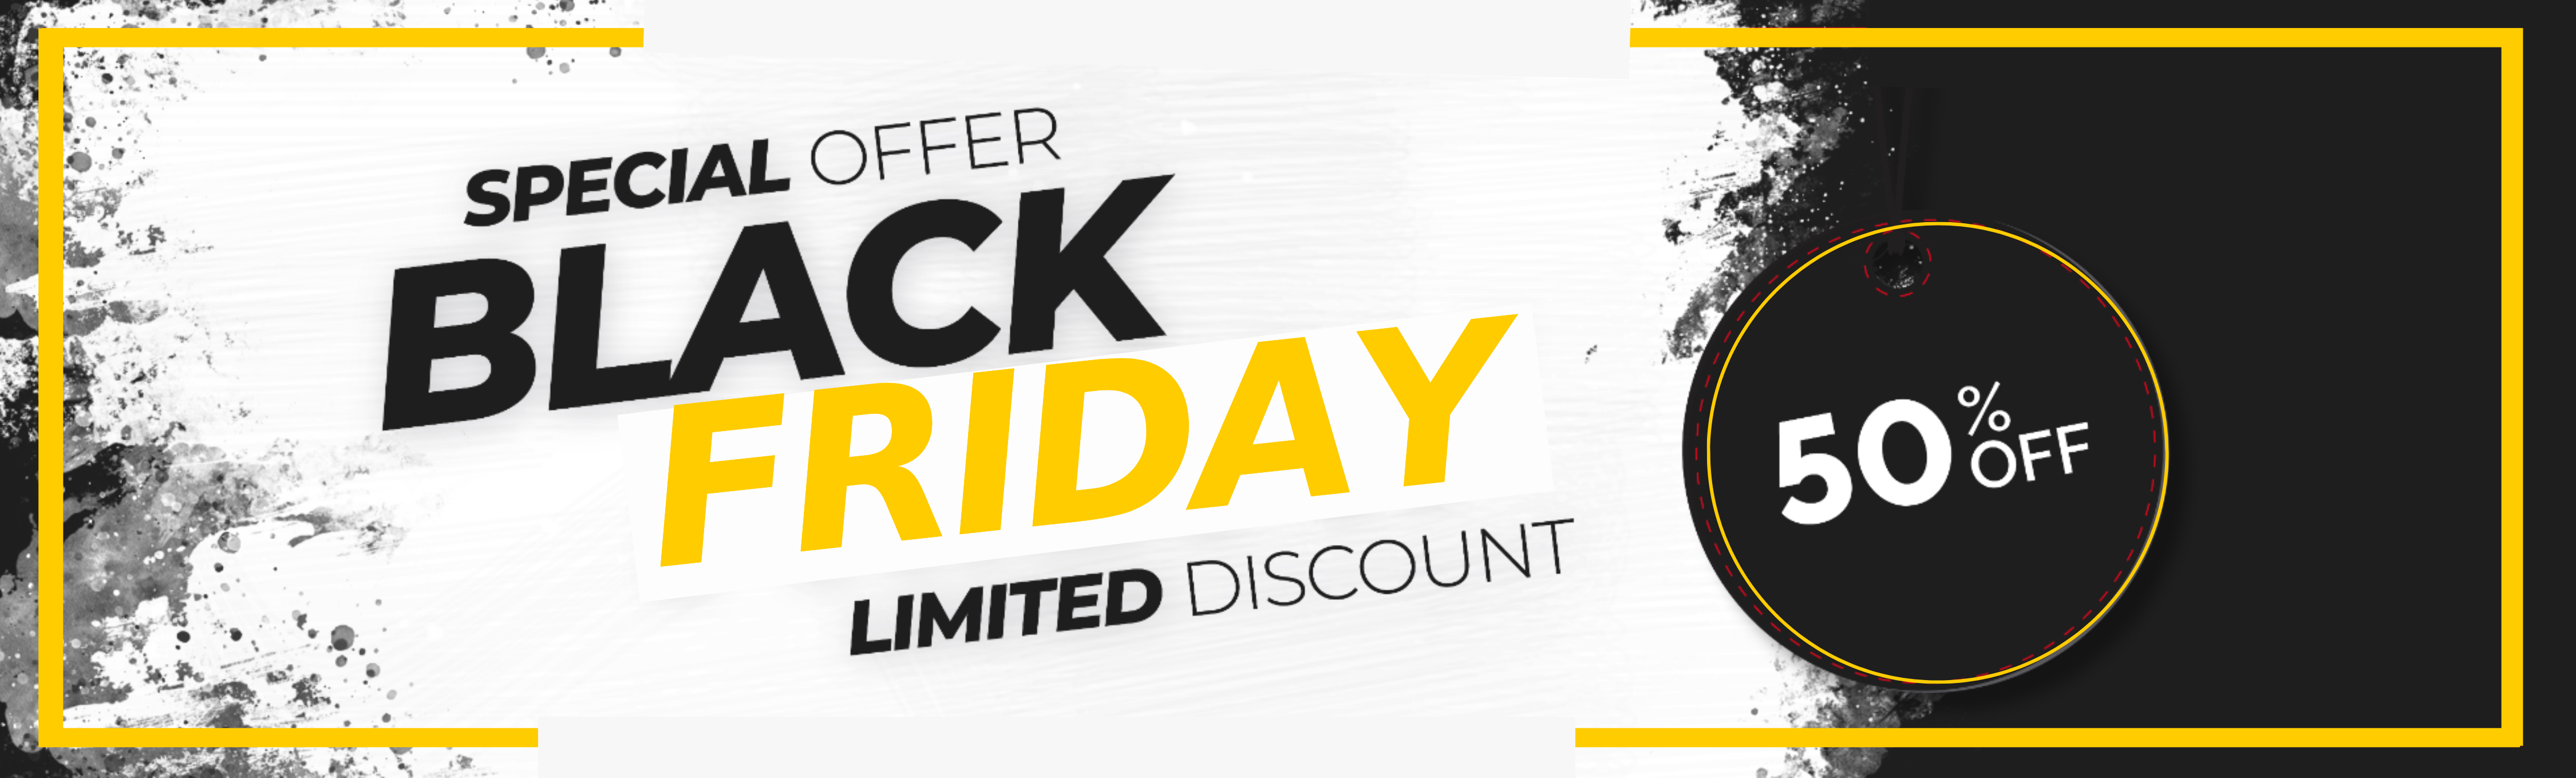 SPECIAL OFFER
BLACK
FRIDAY
LIMITED DISCOUNT
50%
OFF